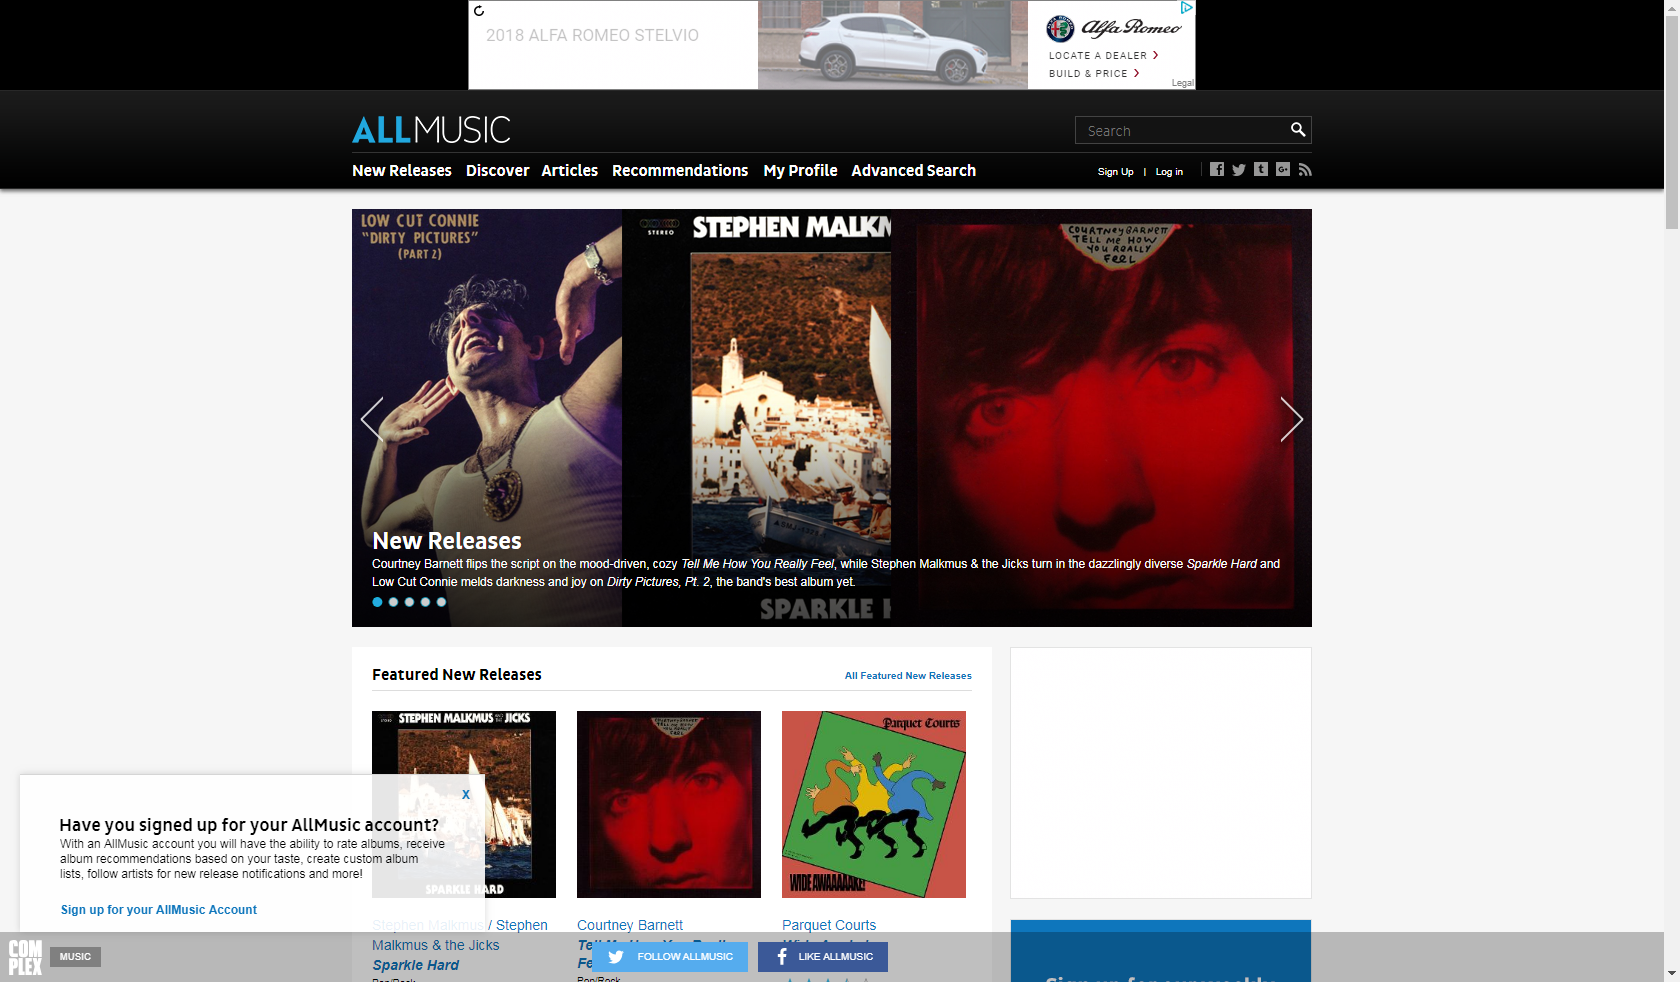 2018 ALFA ROMEO STELVIO
Alfa Romeo
LOCATE A DEALER
BUILD & PRICE
Legal
ALLMUSIC
Search
New Releases Discover Articles Recommendations My Profile Advanced Search
Sign Up | Log in
LOW CUT CONNIE
"DIRTY PICTURES"
(PART 2)
STEREO
STEPHEN MALKM
SPARKLE H
COURTNEY BARNETT
TELL ME HOW
YOU REALLY
FEEL
New Releases
Courtney Barnett flips the script on the mood-driven, cozy Tell Me How You Really Feel, while Stephen Malkmus & the Jicks turn in the dazzlingly diverse Sparkle Hard and
Low Cut Connie melds darkness and joy on Dirty Pictures, Pt. 2, the band's best album yet.
Featured New Releases
All Featured New Releases
STEPHEN MALKMUS AND THE JICKS
SPARKLE HARD
Parquet Courts
WIDE AWAAAAAKE!
X
Have you signed up for your AllMusic account?
With an AllMusic account you will have the ability to rate albums, receive
album recommendations based on your taste, create custom album
lists, follow artists for new release notifications and more!
Sign up for your AllMusic Account
Stephen Malkmus / Stephen
Malkmus & the Jicks
Sparkle Hard
Pop/Rock
Courtney Barnett
Pop/Rock
Parquet Courts
COMPLEX
MUSIC
FOLLOW ALLMUSIC
LIKE ALLMUSIC